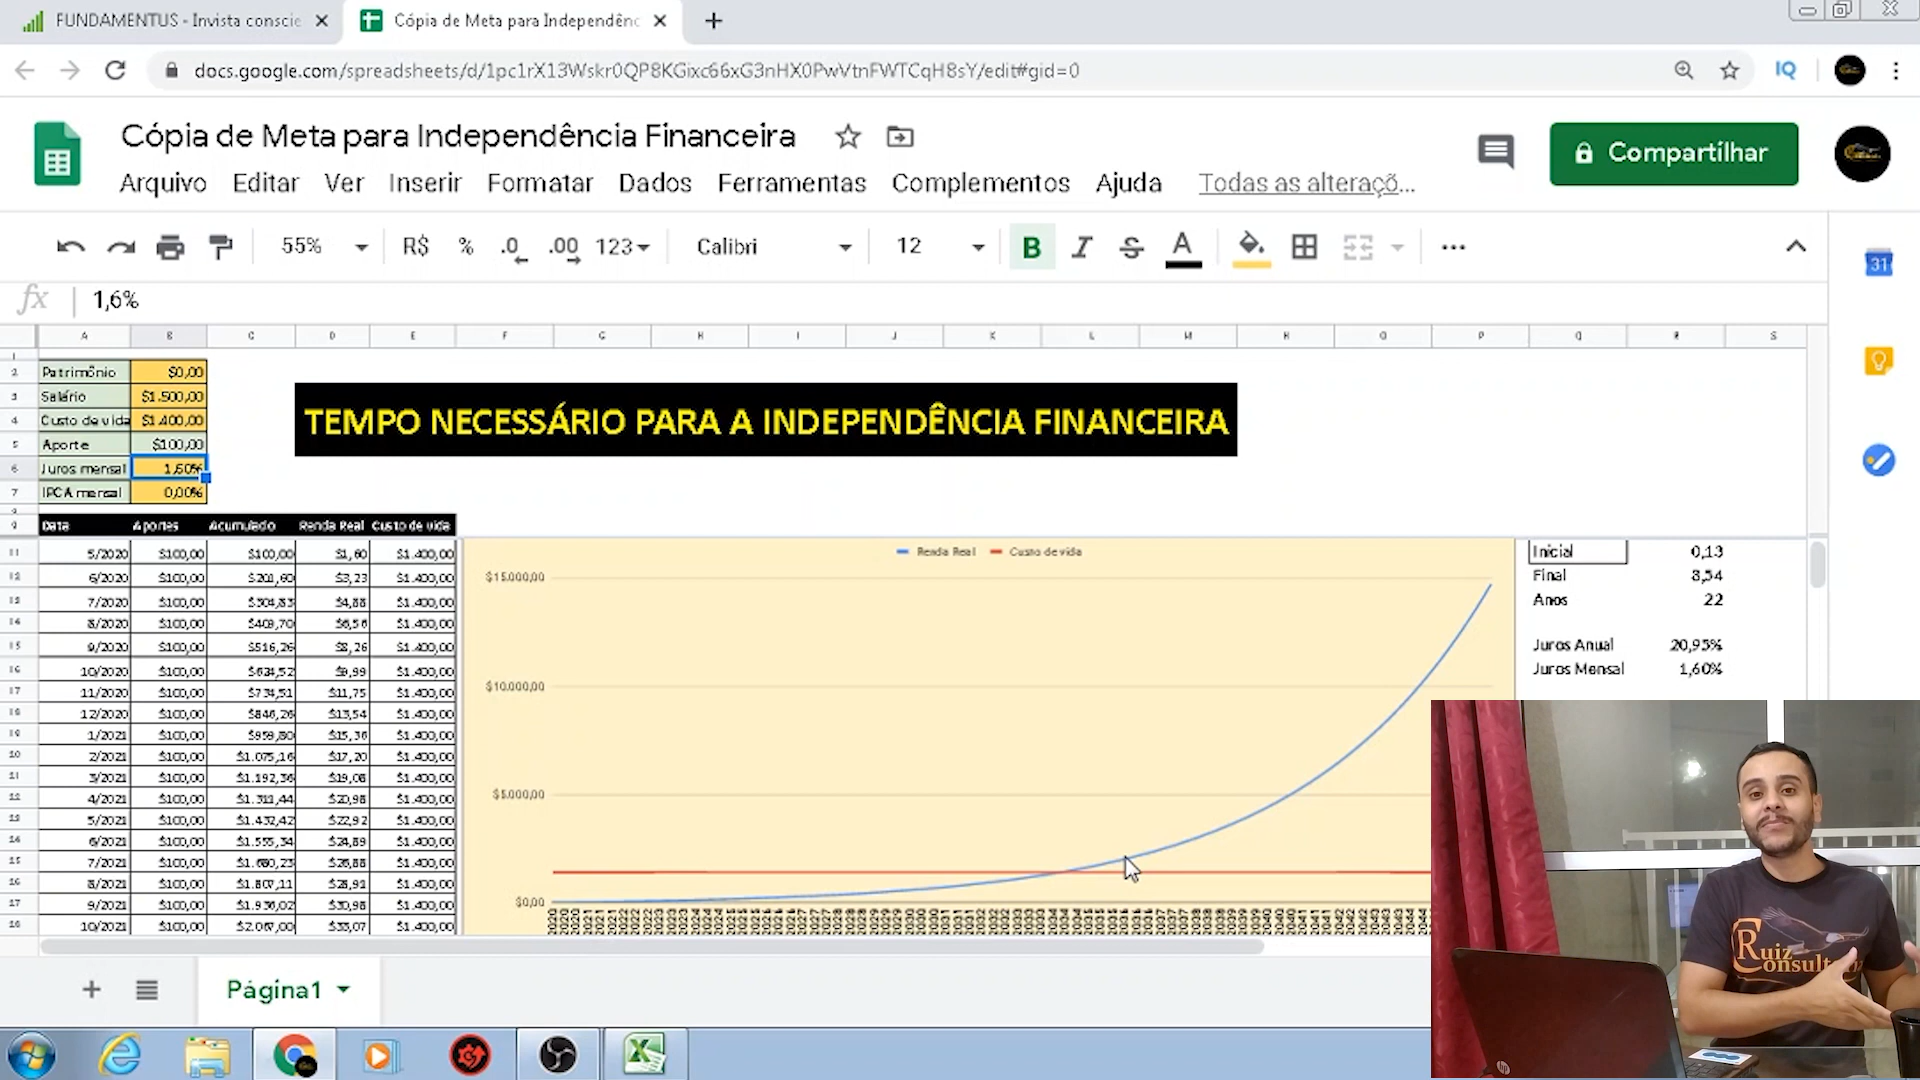 FUNDAMENTUS - Invista conscie
Cópia de Meta para Independênc
docs.google.com/spreadsheets/d/1pc1rX13Wskr0QP8KGixc66xG3nHX0PwVtnFWTCqH8sY/edit#gid=0
IQ
Cópia de Meta para Independência Financeira
Compartilhar
Arquivo Editar Ver Inserir Formatar Dados Ferramentas Complementos Ajuda Todas as alteraçõ...
55% R$ % .0 .00 123 Calibri 12 B I S A
31
fx 1,6%
Patrimônio $0,00
Salário $1.500,00
Custo de vida $1.400,00
Aporte $100,00
Juros mensal 1,60%
IPCA mensal 0,00%
TEMPO NECESSÁRIO PARA A INDEPENDÊNCIA FINANCEIRA
Data Aportes Acumulado Renda Real Custo de vida
5/2020 $100,00 $100,00 $1,60 $1.400,00
6/2020 $100,00 $201,60 $3,23 $1.400,00
7/2020 $100,00 $304,83 $4,88 $1.400,00
8/2020 $100,00 $409,70 $6,56 $1.400,00
9/2020 $100,00 $516,26 $8,26 $1.400,00
10/2020 $100,00 $624,52 $9,99 $1.400,00
11/2020 $100,00 $734,51 $11,75 $1.400,00
12/2020 $100,00 $846,26 $13,54 $1.400,00
1/2021 $100,00 $959,80 $15,36 $1.400,00
2/2021 $100,00 $1.075,16 $17,20 $1.400,00
3/2021 $100,00 $1.192,36 $19,08 $1.400,00
4/2021 $100,00 $1.311,44 $20,98 $1.400,00
5/2021 $100,00 $1.432,42 $22,92 $1.400,00
6/2021 $100,00 $1.555,34 $24,89 $1.400,00
7/2021 $100,00 $1.680,23 $26,88 $1.400,00
8/2021 $100,00 $1.807,11 $28,91 $1.400,00
9/2021 $100,00 $1.936,02 $30,98 $1.400,00
10/2021 $100,00 $2.067,00 $33,07 $1.400,00
Renda Real Custo de vida
$15.000,00
$10.000,00
$5.000,00
$0,00
Inicial 0,13
Final 8,54
Anos 22
Juros Anual 20,95%
Juros Mensal 1,60%
Ruiz
Consultoria
hp
Página1